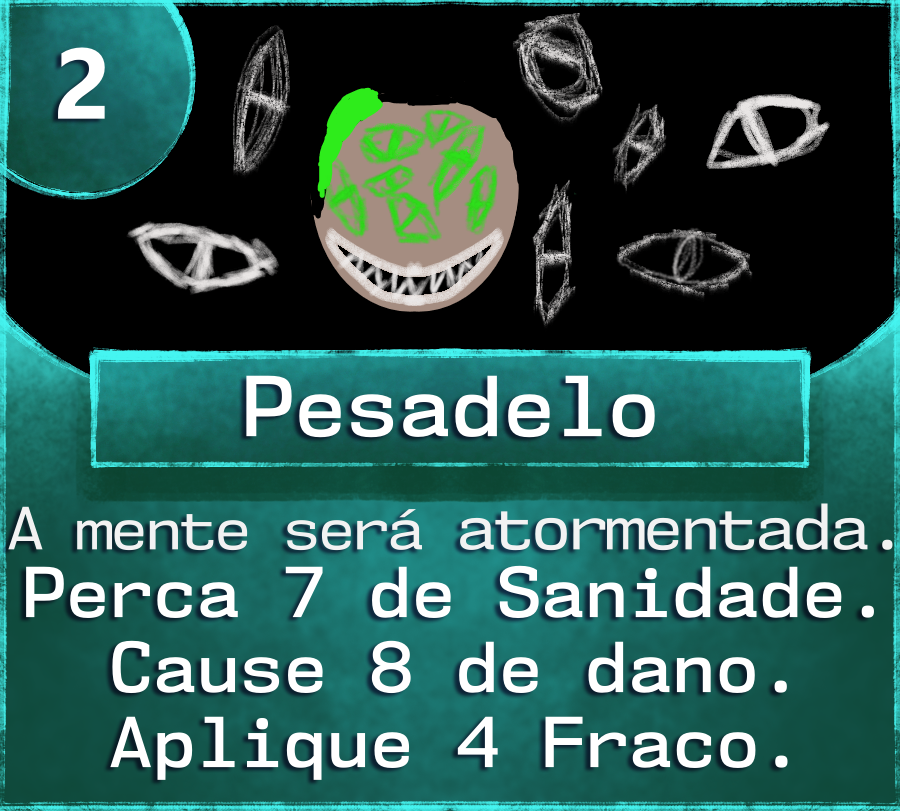 2
Pesadelo
A mente será atormentada.
Perca 7 de Sanidade.
Cause 8 de dano.
Aplique 4 Fraco.